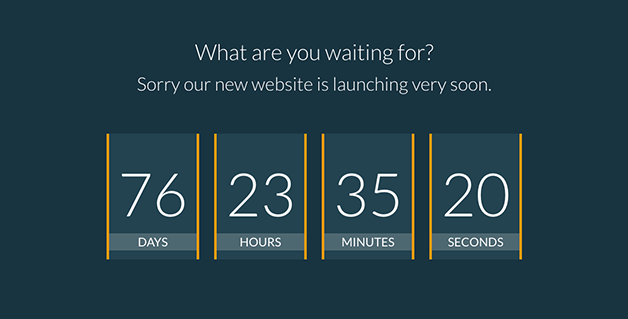 What are you waiting for?
Sorry our new website is launching very soon.
76 23 35 20
DAYS HOURS MINUTES SECONDS